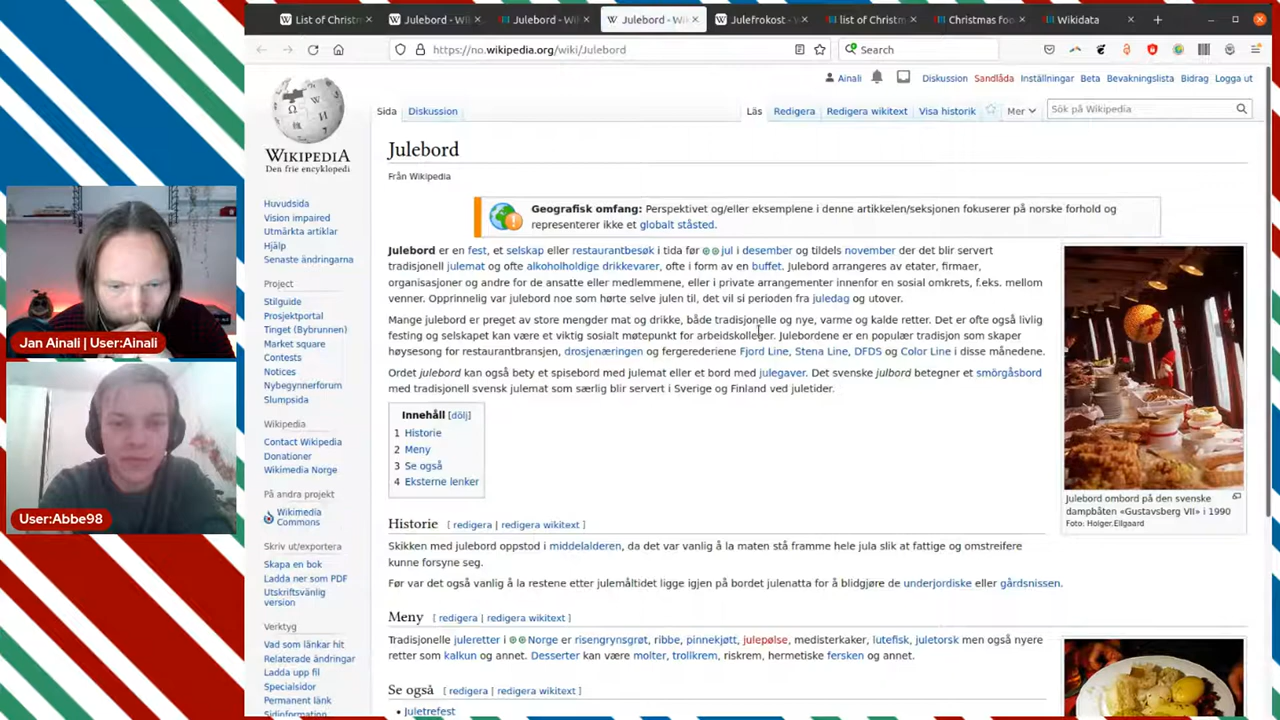 List of Christm
Julebord - Wi
Julebord - W
Julebord - Wik
Julefrokost - W
list of Christm
Christmas foo
Wikidata
https://no.wikipedia.org/wiki/Julebord
Search
Ainali
Diskussion
Sandlåda
Inställningar
Beta
Bevakningslista
Bidrag
Logga ut
Sida
Diskussion
Läs
Redigera
Redigera wikitext
Visa historik
Mer
Sök på Wikipedia
WIKIPEDIA
Den frie encyklopedi
Huvudsida
Vision impaired
Utmärkta artiklar
Hjälp
Senaste ändringarna
Project
Stilguide
Prosjektportal
Tinget (Bybrunnen)
Market square
Contests
Notices
Nybegynnerforum
Slumpsida
Wikipedia
Contact Wikipedia
Donationer
Wikimedia Norge
På andra projekt
Wikimedia
Commons
Skriv ut/exportera
Skapa en bok
Ladda ner som PDF
Utskriftsvänlig
version
Verktyg
Vad som länkar hit
Relaterade ändringar
Ladda upp fil
Specialsidor
Permanent länk
Sidinformation
Julebord
Från Wikipedia
Geografisk omfang: Perspektivet og/eller eksemplene i denne artikkelen/seksjonen fokuserer på norske forhold og
representerer ikke et globalt ståsted.
Julebord er en fest, et selskap eller restaurantbesøk i tida før jul i desember og tildels november der det blir servert
tradisjonell julemat og ofte alkoholholdige drikkevarer, ofte i form av en buffet. Julebord arrangeres av etater, firmaer,
organisasjoner og andre for de ansatte eller medlemmene, eller i private arrangementer innenfor en sosial omkrets, f.eks. mellom
venner. Opprinnelig var julebord noe som hørte selve julen til, det vil si perioden fra juledag og utover.
Mange julebord er preget av store mengder mat og drikke, både tradisjonelle og nye, varme og kalde retter. Det er ofte også livlig
festing og selskapet kan være et viktig sosialt møtepunkt for arbeidskolleger. Julebordene er en populær tradisjon som skaper
høysesong for restaurantbransjen, drosjenæringen og fergerederiene Fjord Line, Stena Line, DFDS og Color Line i disse månedene.
Ordet julebord kan også bety et spisebord med julemat eller et bord med julegaver. Det svenske julbord betegner et smörgåsbord
med tradisjonell svensk julemat som særlig blir servert i Sverige og Finland ved juletider.
Innehåll [dölj]
1 Historie
2 Meny
3 Se også
4 Eksterne lenker
Julebord ombord på den svenske
dampbåten «Gustavsberg VII» i 1990
Foto: Holger.Ellgaard
Historie [ redigera | redigera wikitext ]
Skikken med julebord oppstod i middelalderen, da det var vanlig å la maten stå framme hele jula slik at fattige og omstreifere
kunne forsyne seg.
Før var det også vanlig å la restene etter julemåltidet ligge igjen på bordet julenatta for å blidgjøre de underjordiske eller gårdsnissen.
Meny [ redigera | redigera wikitext ]
Tradisjonelle juleretter i Norge er risengrynsgrøt, ribbe, pinnekjøtt, julepølse, medisterkaker, lutefisk, juletorsk men også nyere
retter som kalkun og annet. Desserter kan være molter, trollkrem, riskrem, hermetiske fersken og annet.
Se også [ redigera | redigera wikitext ]
• Juletrefest
Jan Ainali | User:Ainali
User:Abbe98